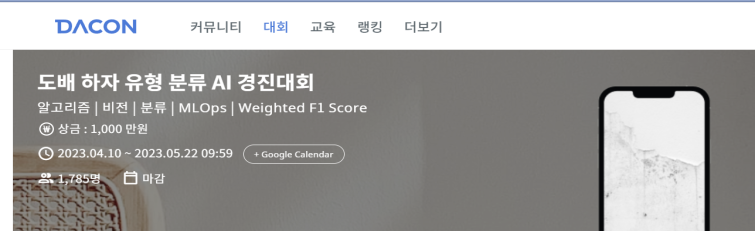 DACON 커뮤니티 대회 교육 랭킹 더보기
도배 하자 유형 분류 AI 경진대회
알고리즘 | 비전 | 분류 | MLOps | Weighted F1 Score
₩ 상금 : 1,000 만원
2023.04.10 ~ 2023.05.22 09:59 + Google Calendar
1,785명 마감